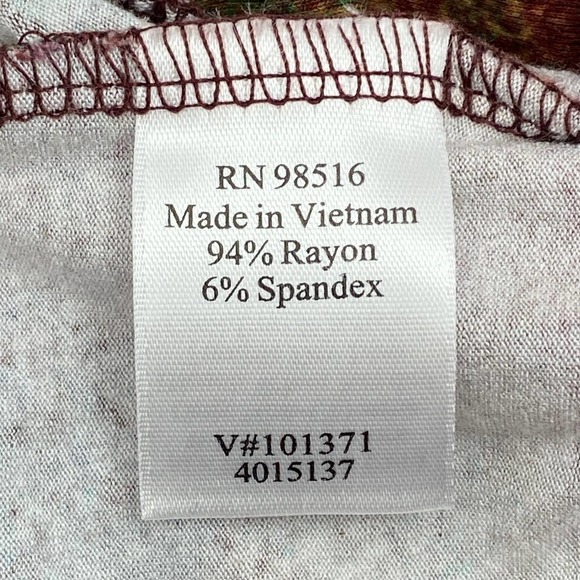 RN 98516
Made in Vietnam
94% Rayon
6% Spandex
V#101371
4015137